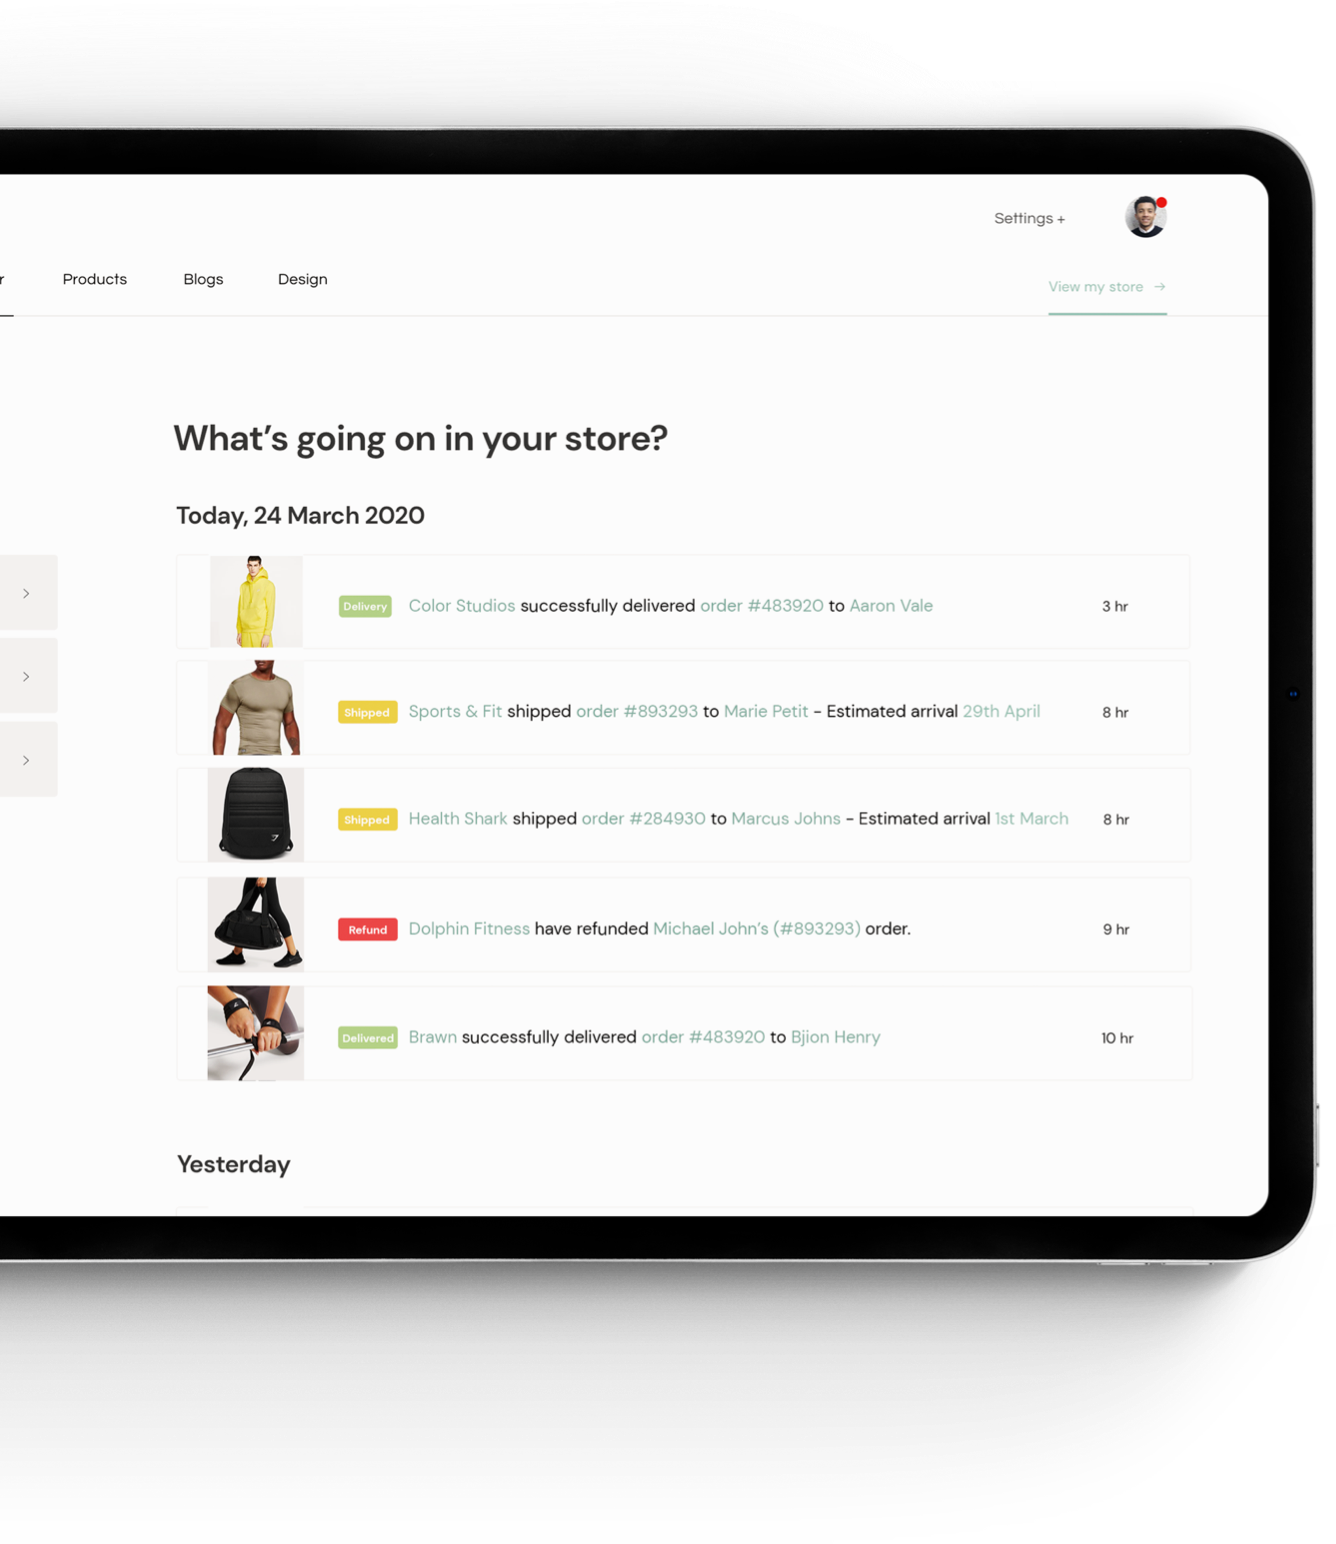 Settings +
r Products Blogs Design
View my store →
What’s going on in your store?
Today, 24 March 2020
Delivery Color Studios successfully delivered order #483920 to Aaron Vale 3 hr
Shipped Sports & Fit shipped order #893293 to Marie Petit - Estimated arrival 29th April 8 hr
Shipped Health Shark shipped order #284930 to Marcus Johns - Estimated arrival 1st March 8 hr
Refund Dolphin Fitness have refunded Michael John’s (#893293) order. 9 hr
Delivered Brawn successfully delivered order #483920 to Bjion Henry 10 hr
Yesterday